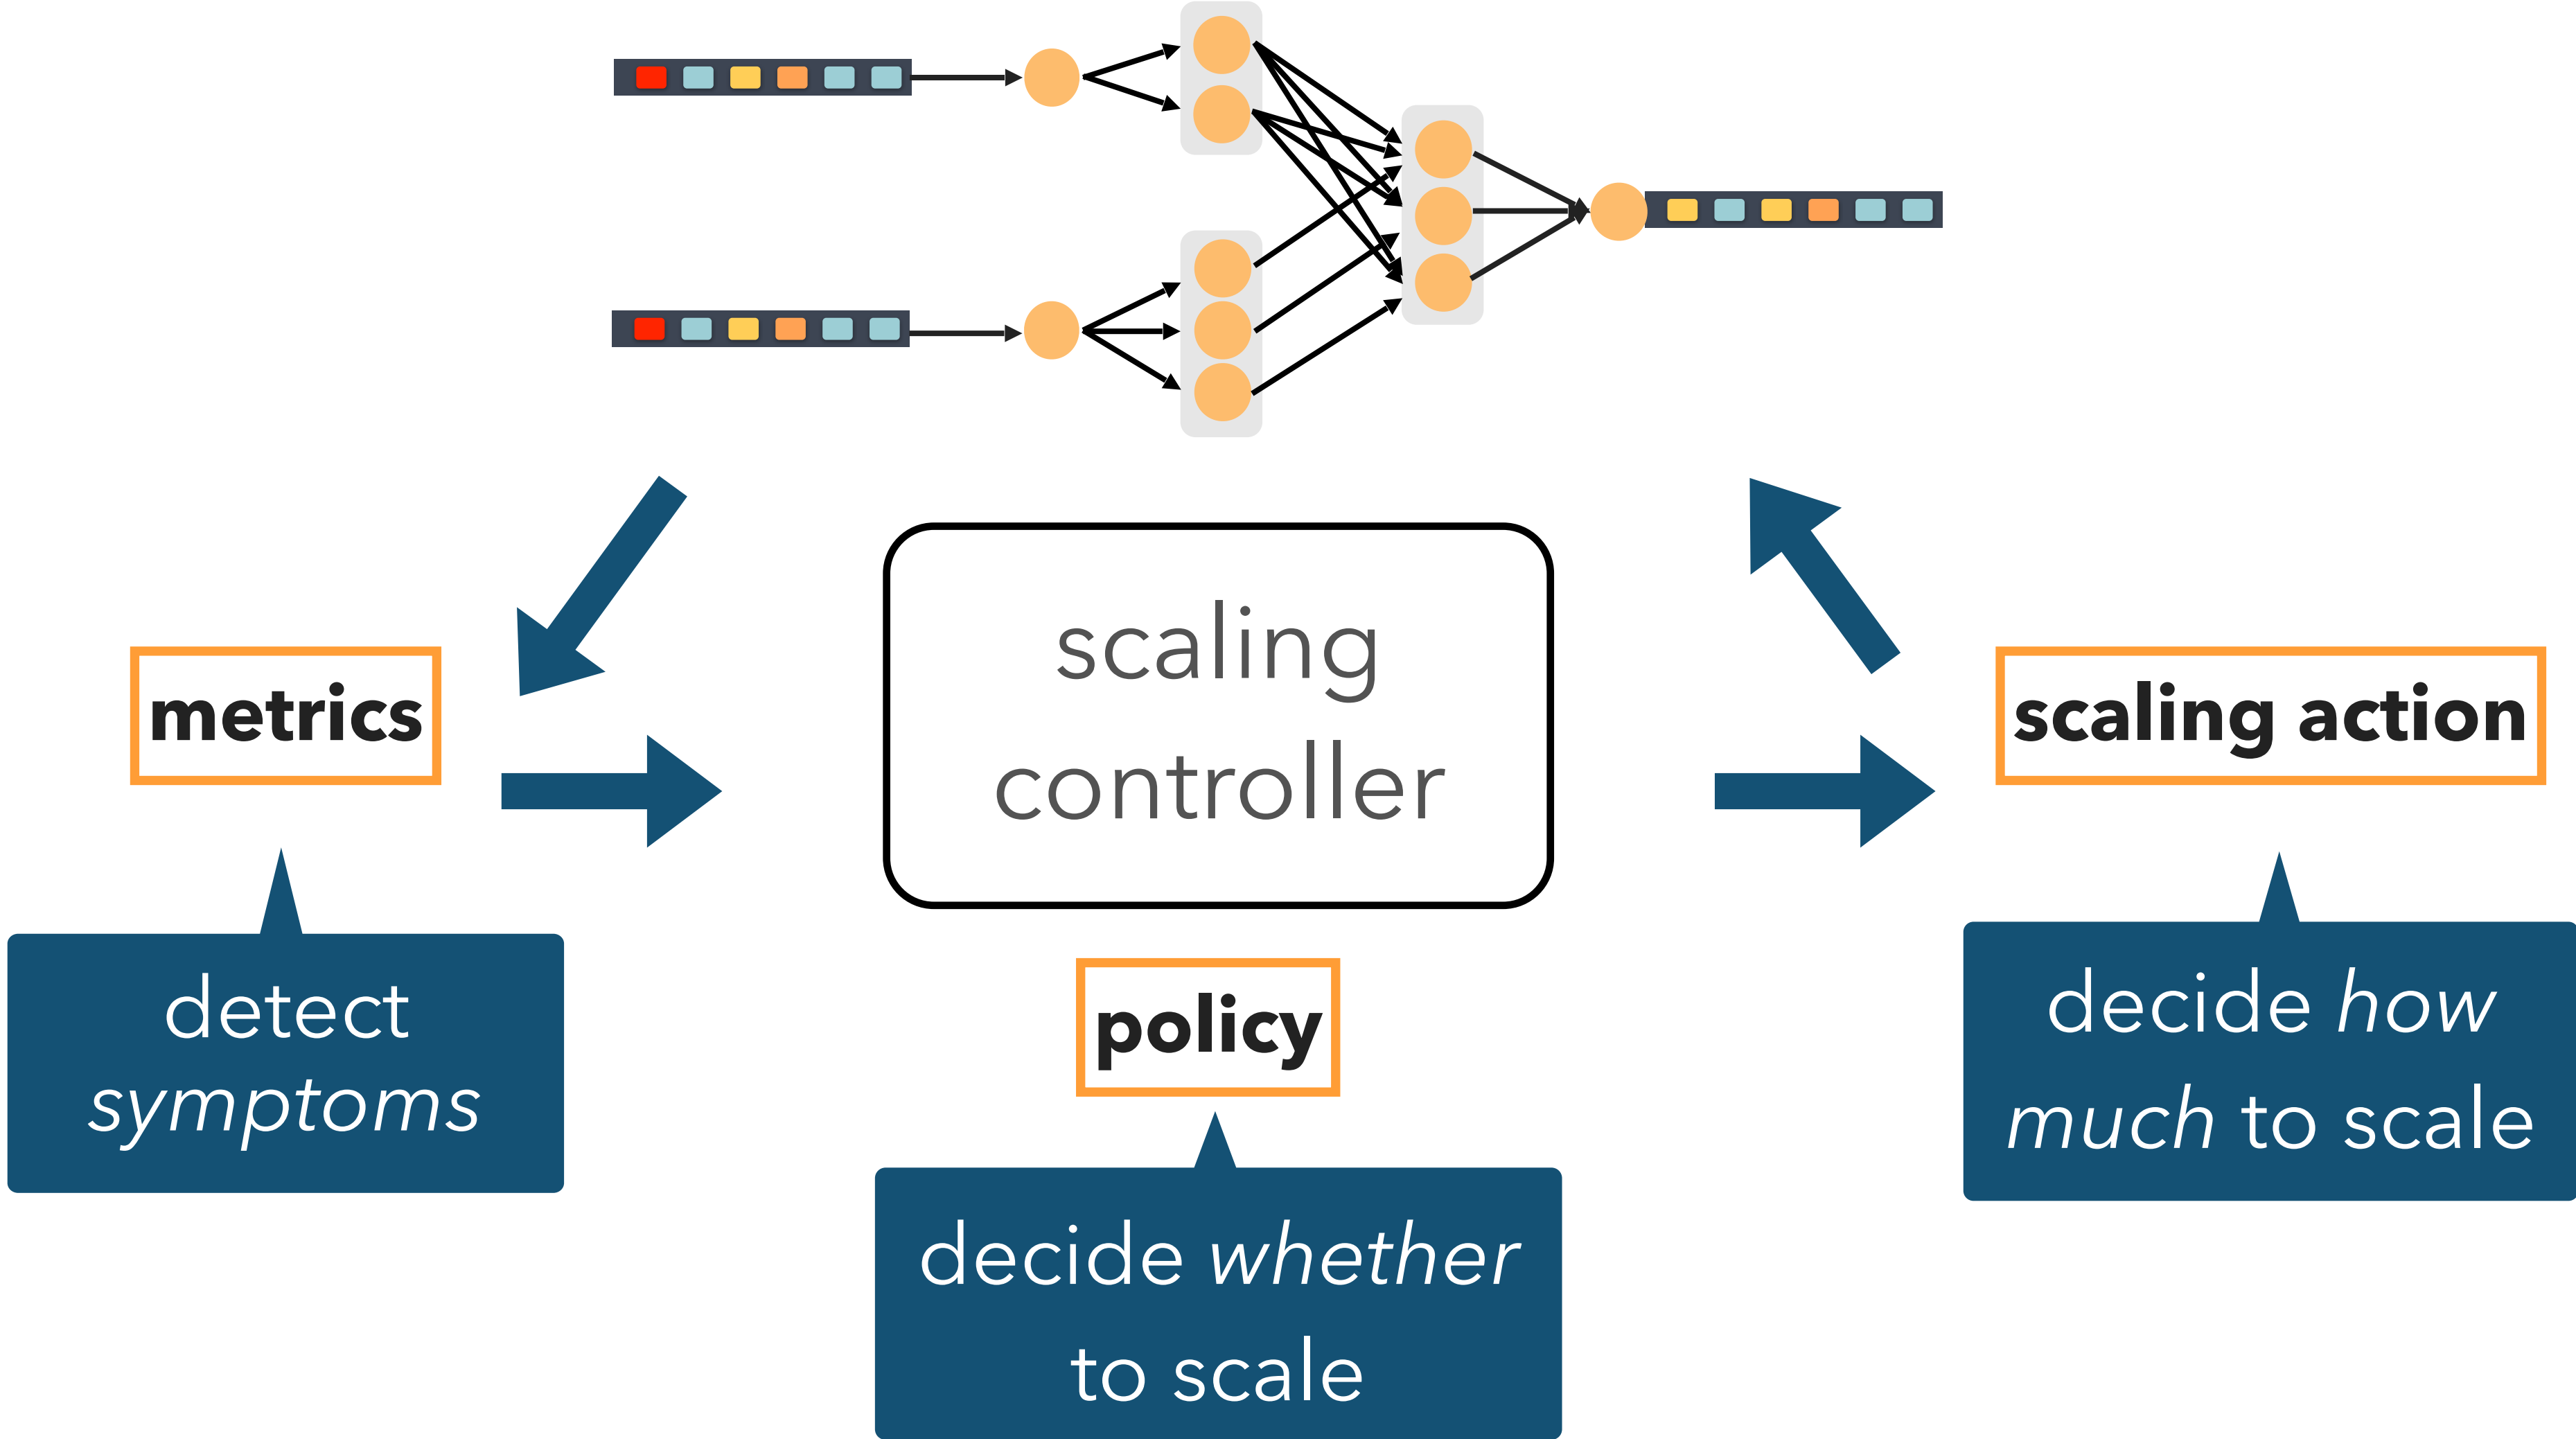 metrics
scaling
controller
scaling action
detect
symptoms
policy
decide how
much to scale
decide whether
to scale